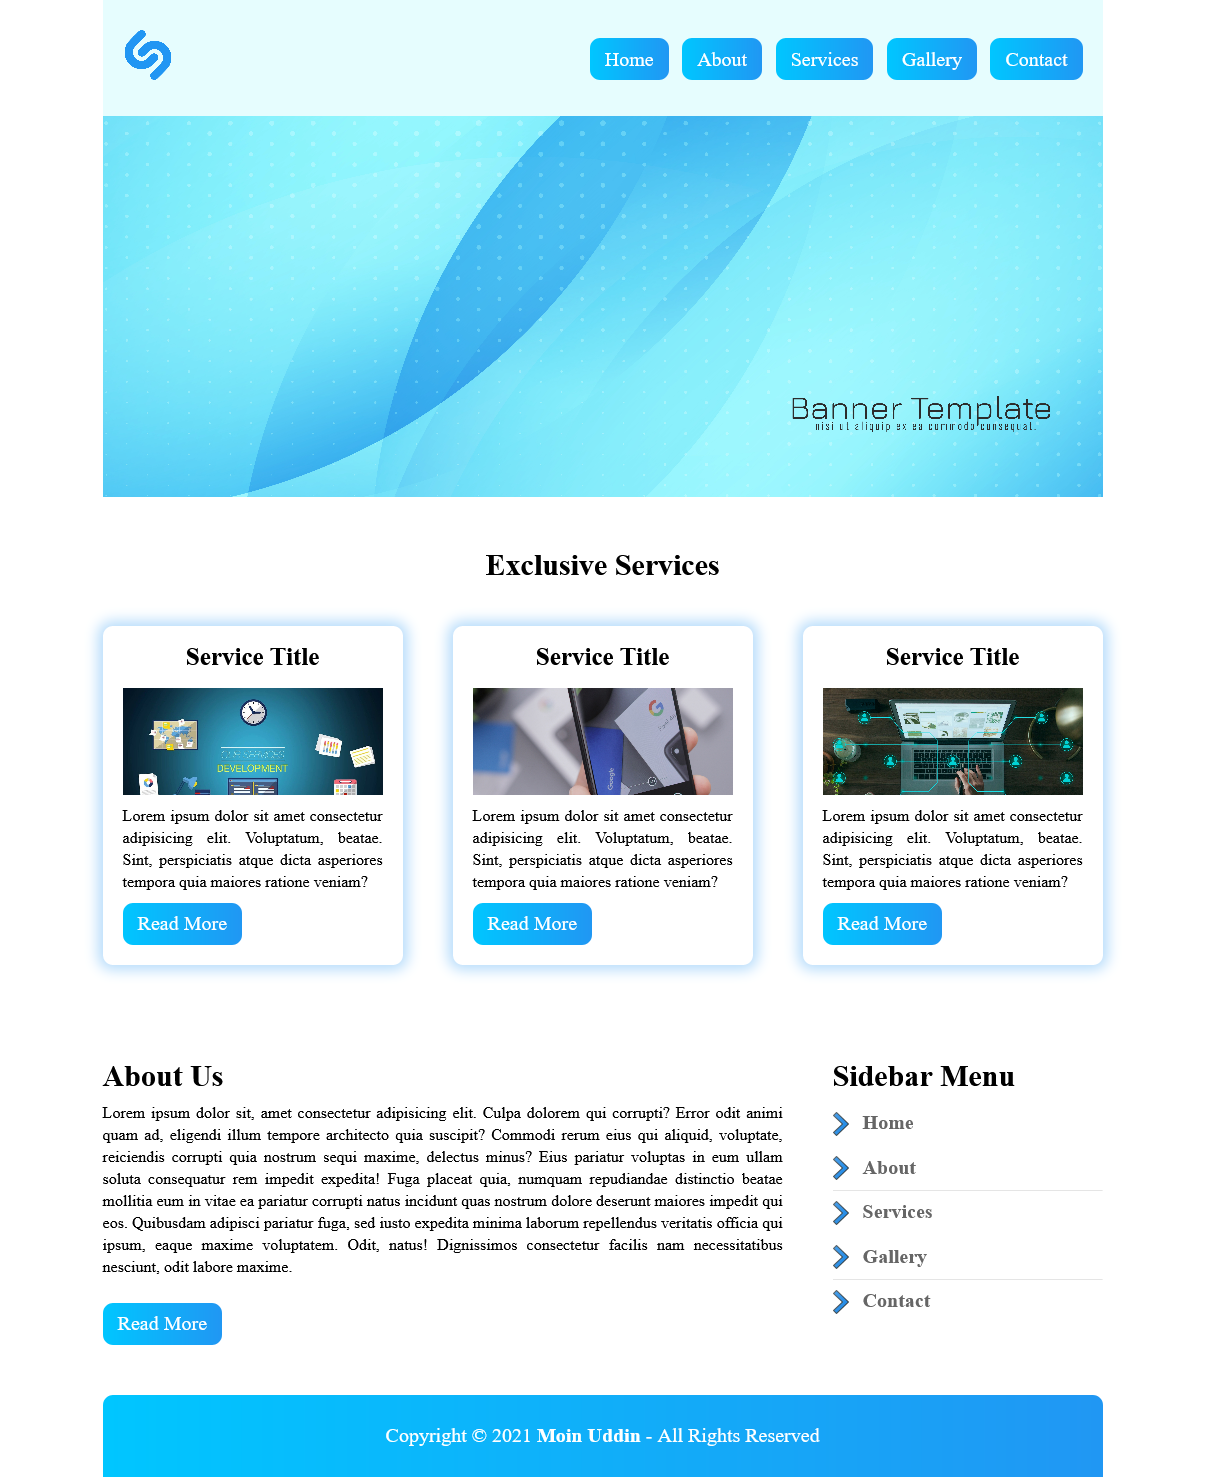 Home About Services Gallery Contact
Banner Template
nisi ut aliquip ex ea commodo consequat.
Exclusive Services
Service Title
DEVELOPMENT
Lorem ipsum dolor sit amet consectetur
adipisicing elit. Voluptatum, beatae.
Sint, perspiciatis atque dicta asperiores
tempora quia maiores ratione veniam?
Read More
Service Title
Google
Lorem ipsum dolor sit amet consectetur
adipisicing elit. Voluptatum, beatae.
Sint, perspiciatis atque dicta asperiores
tempora quia maiores ratione veniam?
Read More
Service Title
Lorem ipsum dolor sit amet consectetur
adipisicing elit. Voluptatum, beatae.
Sint, perspiciatis atque dicta asperiores
tempora quia maiores ratione veniam?
Read More
About Us
Lorem ipsum dolor sit, amet consectetur adipisicing elit. Culpa dolorem qui corrupti? Error odit animi
quam ad, eligendi illum tempore architecto quia suscipit? Commodi rerum eius qui aliquid, voluptate,
reiciendis corrupti quia nostrum sequi maxime, delectus minus? Eius pariatur voluptas in eum ullam
soluta consequatur rem impedit expedita! Fuga placeat quia, numquam repudiandae distinctio beatae
mollitia eum in vitae ea pariatur corrupti natus incidunt quas nostrum dolore deserunt maiores impedit qui
eos. Quibusdam adipisci pariatur fuga, sed iusto expedita minima laborum repellendus veritatis officia qui
ipsum, eaque maxime voluptatem. Odit, natus! Dignissimos consectetur facilis nam necessitatibus
nesciunt, odit labore maxime.
Read More
Sidebar Menu
Home
About
Services
Gallery
Contact
Copyright © 2021 Moin Uddin - All Rights Reserved